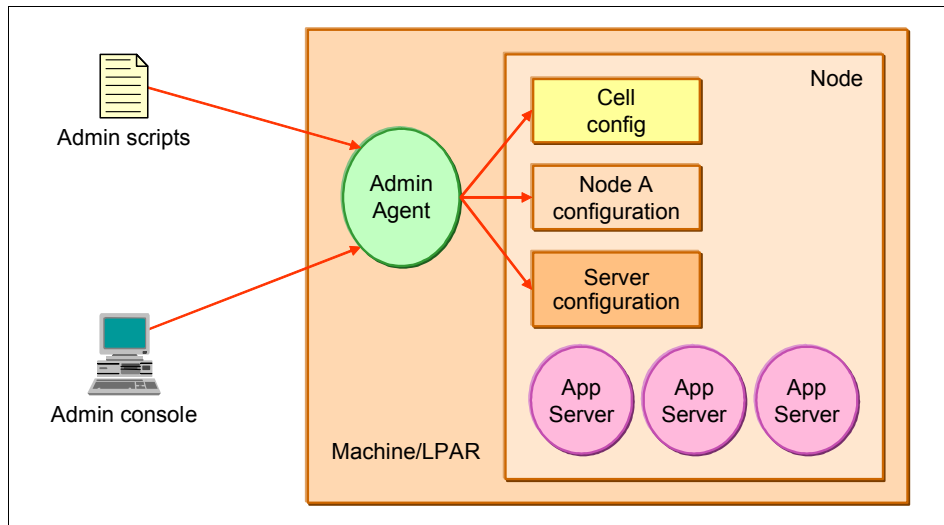 Admin scripts
Admin console
Admin
Agent
Machine/LPAR
Node
Cell
config
Node A
configuration
Server
configuration
App
Server
App
Server
App
Server